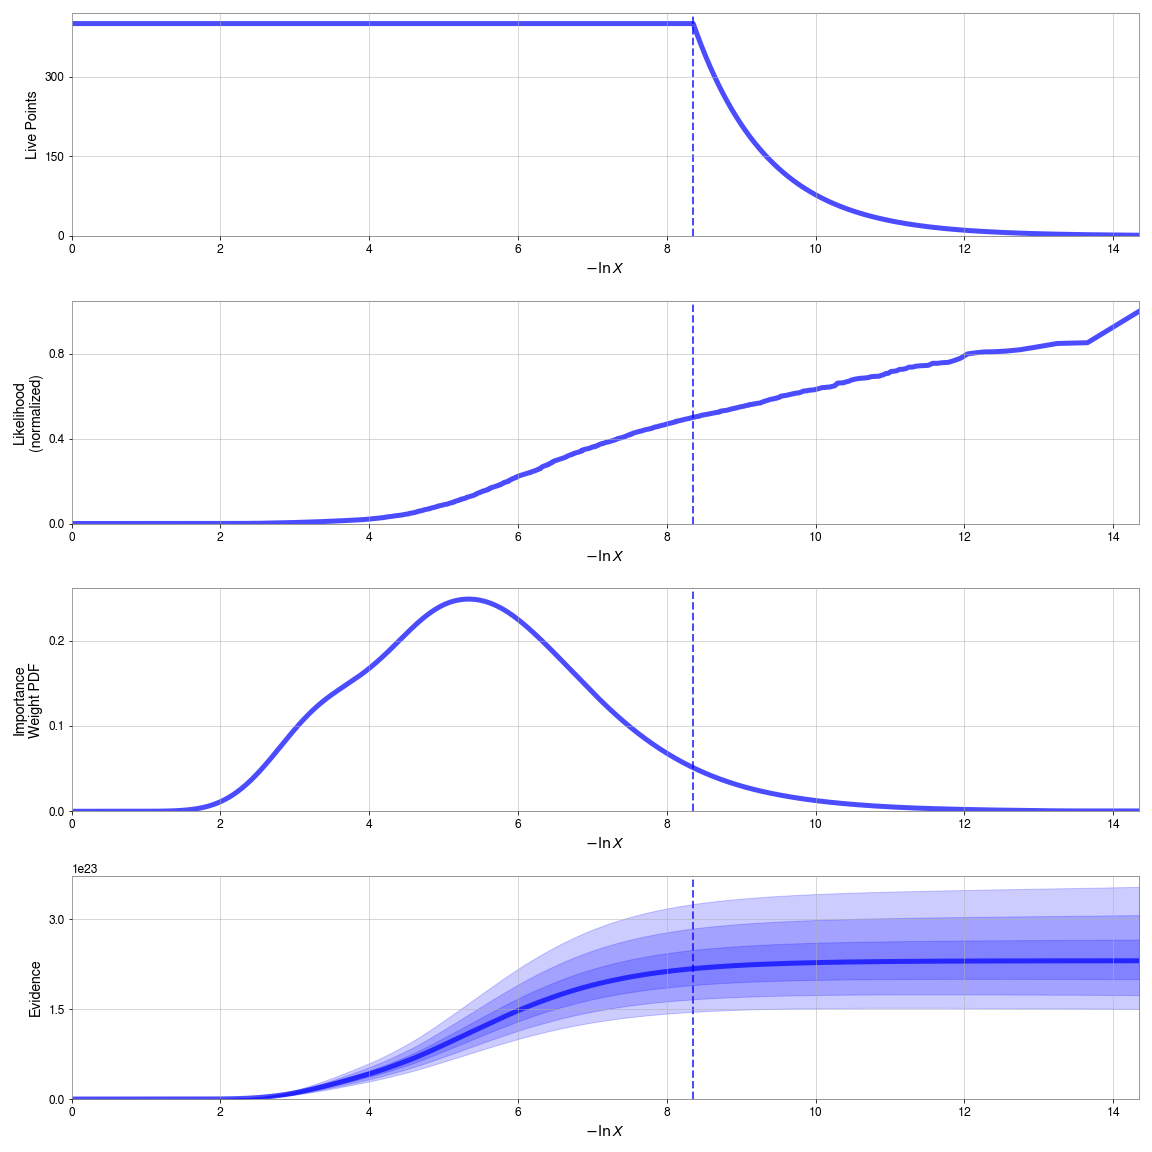 300
150
0
Live Points
0 2 4 6 8 10 12 14
−ln X
0.8
0.4
0.0
Likelihood
(normalized)
0 2 4 6 8 10 12 14
−ln X
0.2
0.1
0.0
Importance
Weight PDF
0 2 4 6 8 10 12 14
−ln X
1e23
3.0
1.5
0.0
Evidence
0 2 4 6 8 10 12 14
−ln X